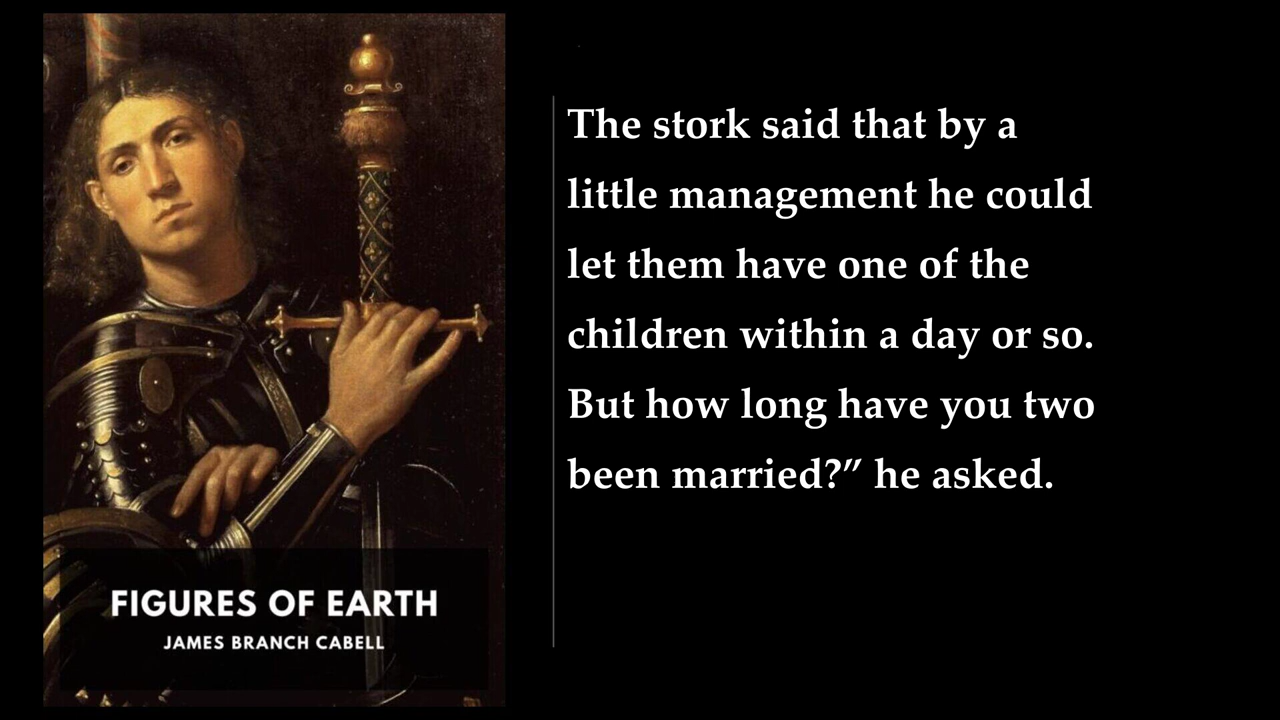 The stork said that by a
little management he could
let them have one of the
children within a day or so.
But how long have you two
been married?” he asked.
FIGURES OF EARTH
JAMES BRANCH CABELL